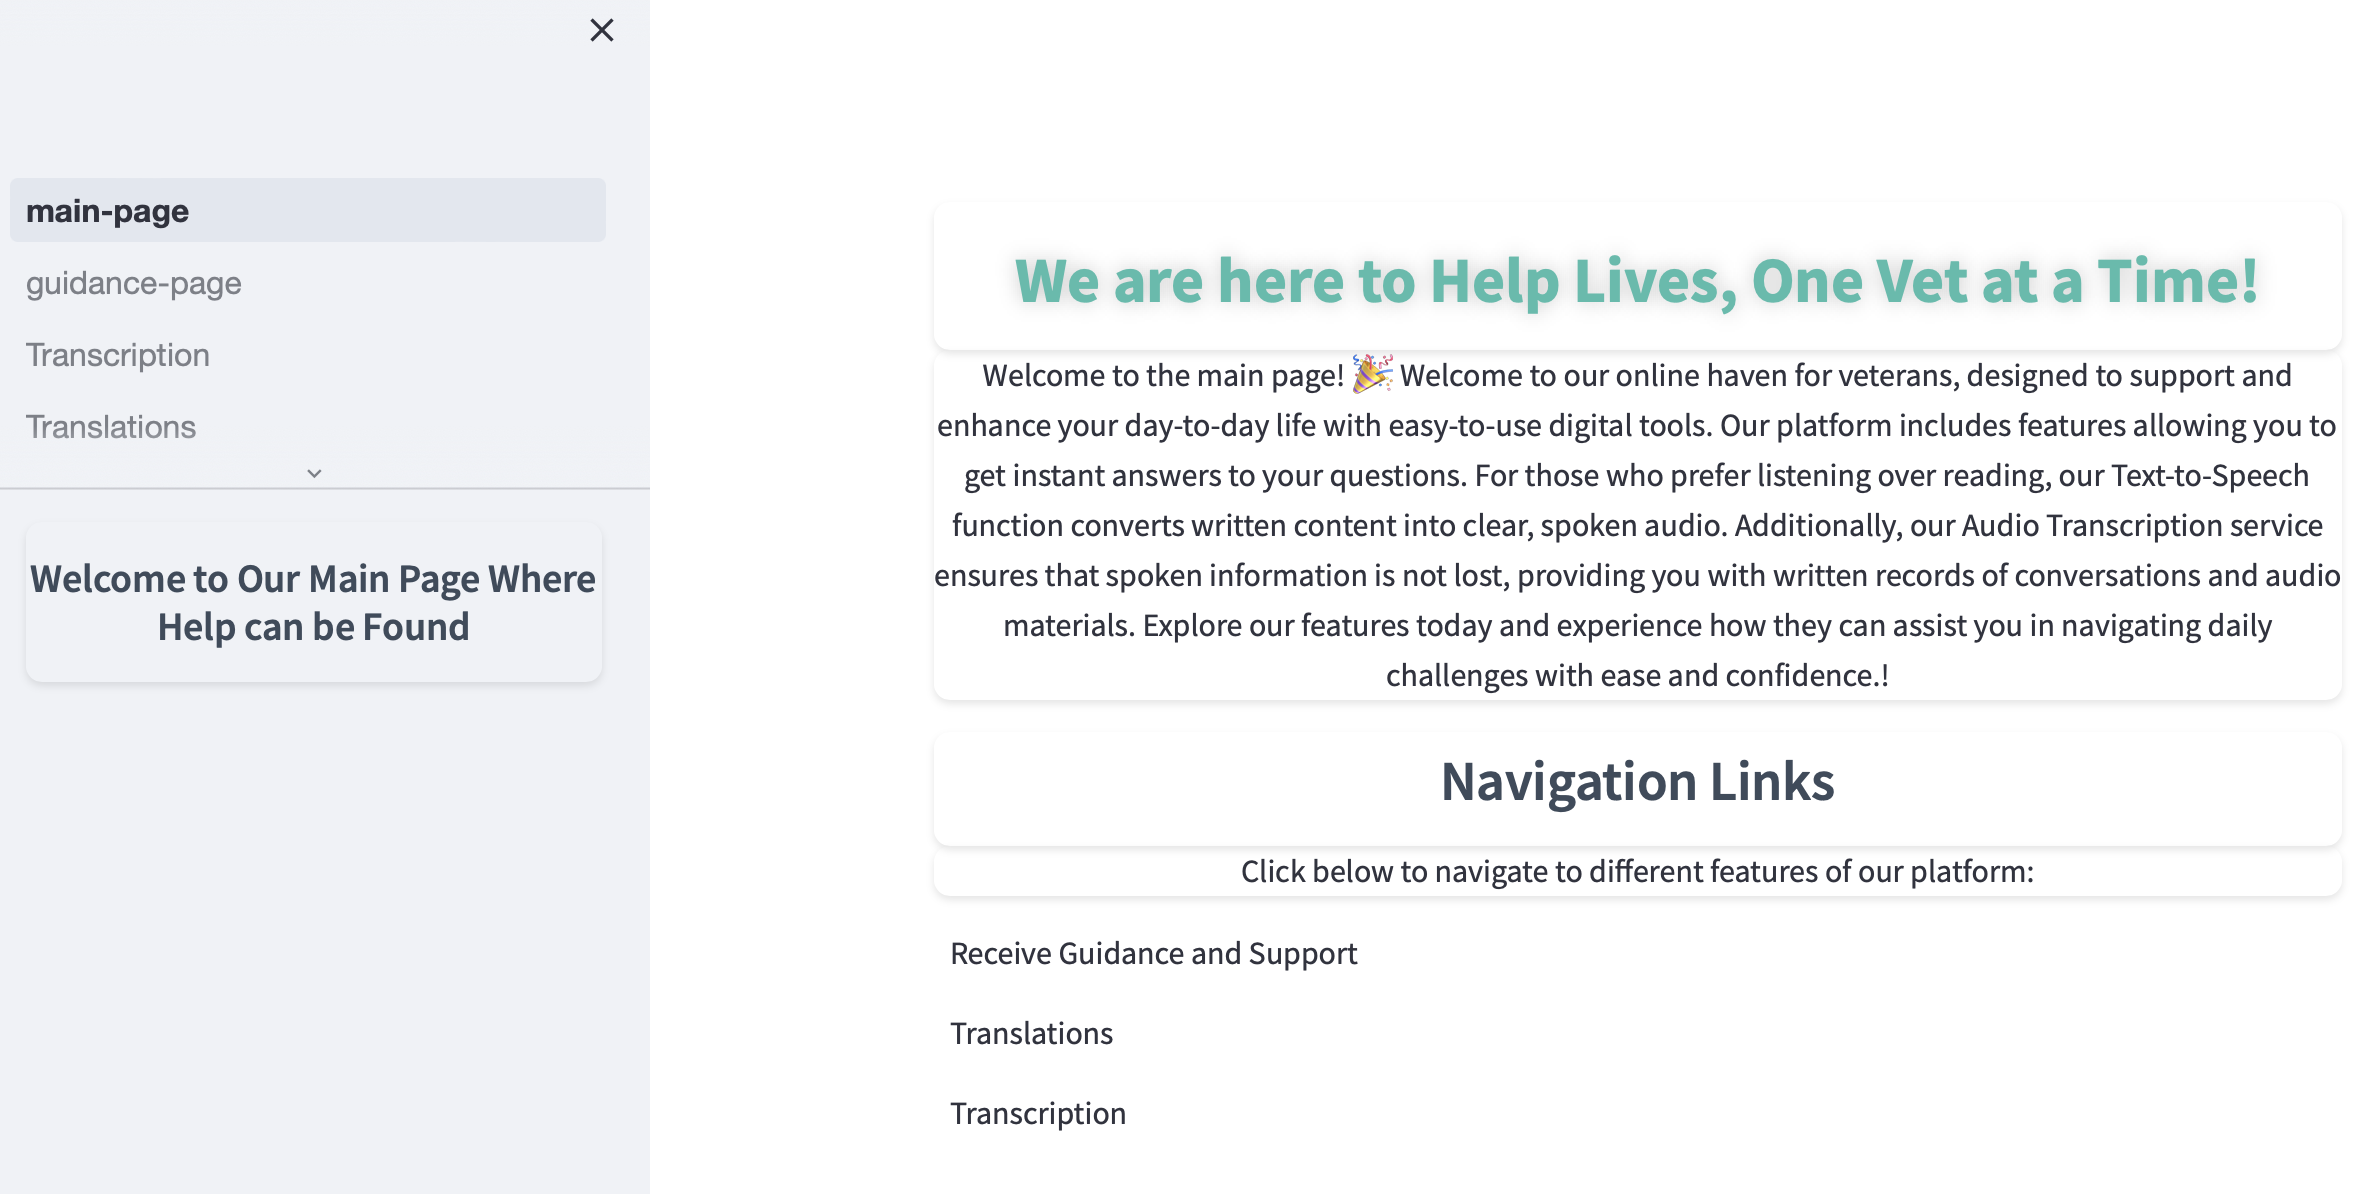 main-page
guidance-page
Transcription
Translations
Welcome to Our Main Page Where
Help can be Found
We are here to Help Lives, One Vet at a Time!
Welcome to the main page! 🎉 Welcome to our online haven for veterans, designed to support and
enhance your day-to-day life with easy-to-use digital tools. Our platform includes features allowing you to
get instant answers to your questions. For those who prefer listening over reading, our Text-to-Speech
function converts written content into clear, spoken audio. Additionally, our Audio Transcription service
ensures that spoken information is not lost, providing you with written records of conversations and audio
materials. Explore our features today and experience how they can assist you in navigating daily
challenges with ease and confidence.!
Navigation Links
Click below to navigate to different features of our platform:
Receive Guidance and Support
Translations
Transcription